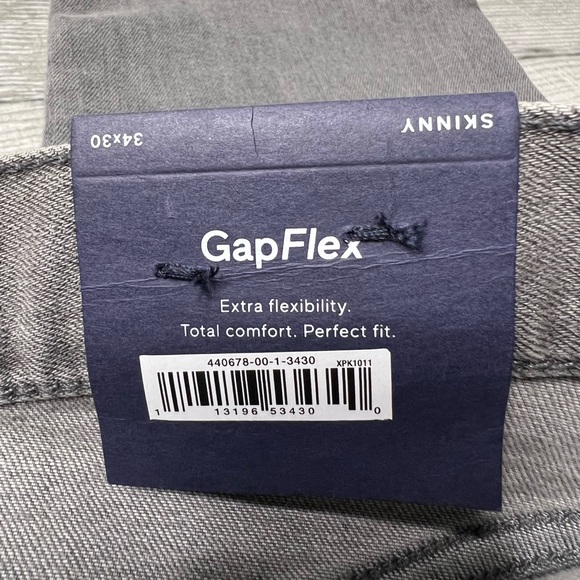 34x30 SKINNY
GapFlex
Extra flexibility.
Total comfort. Perfect fit.
440678-00-1-3430 XPK1011
1 13196 53430 0